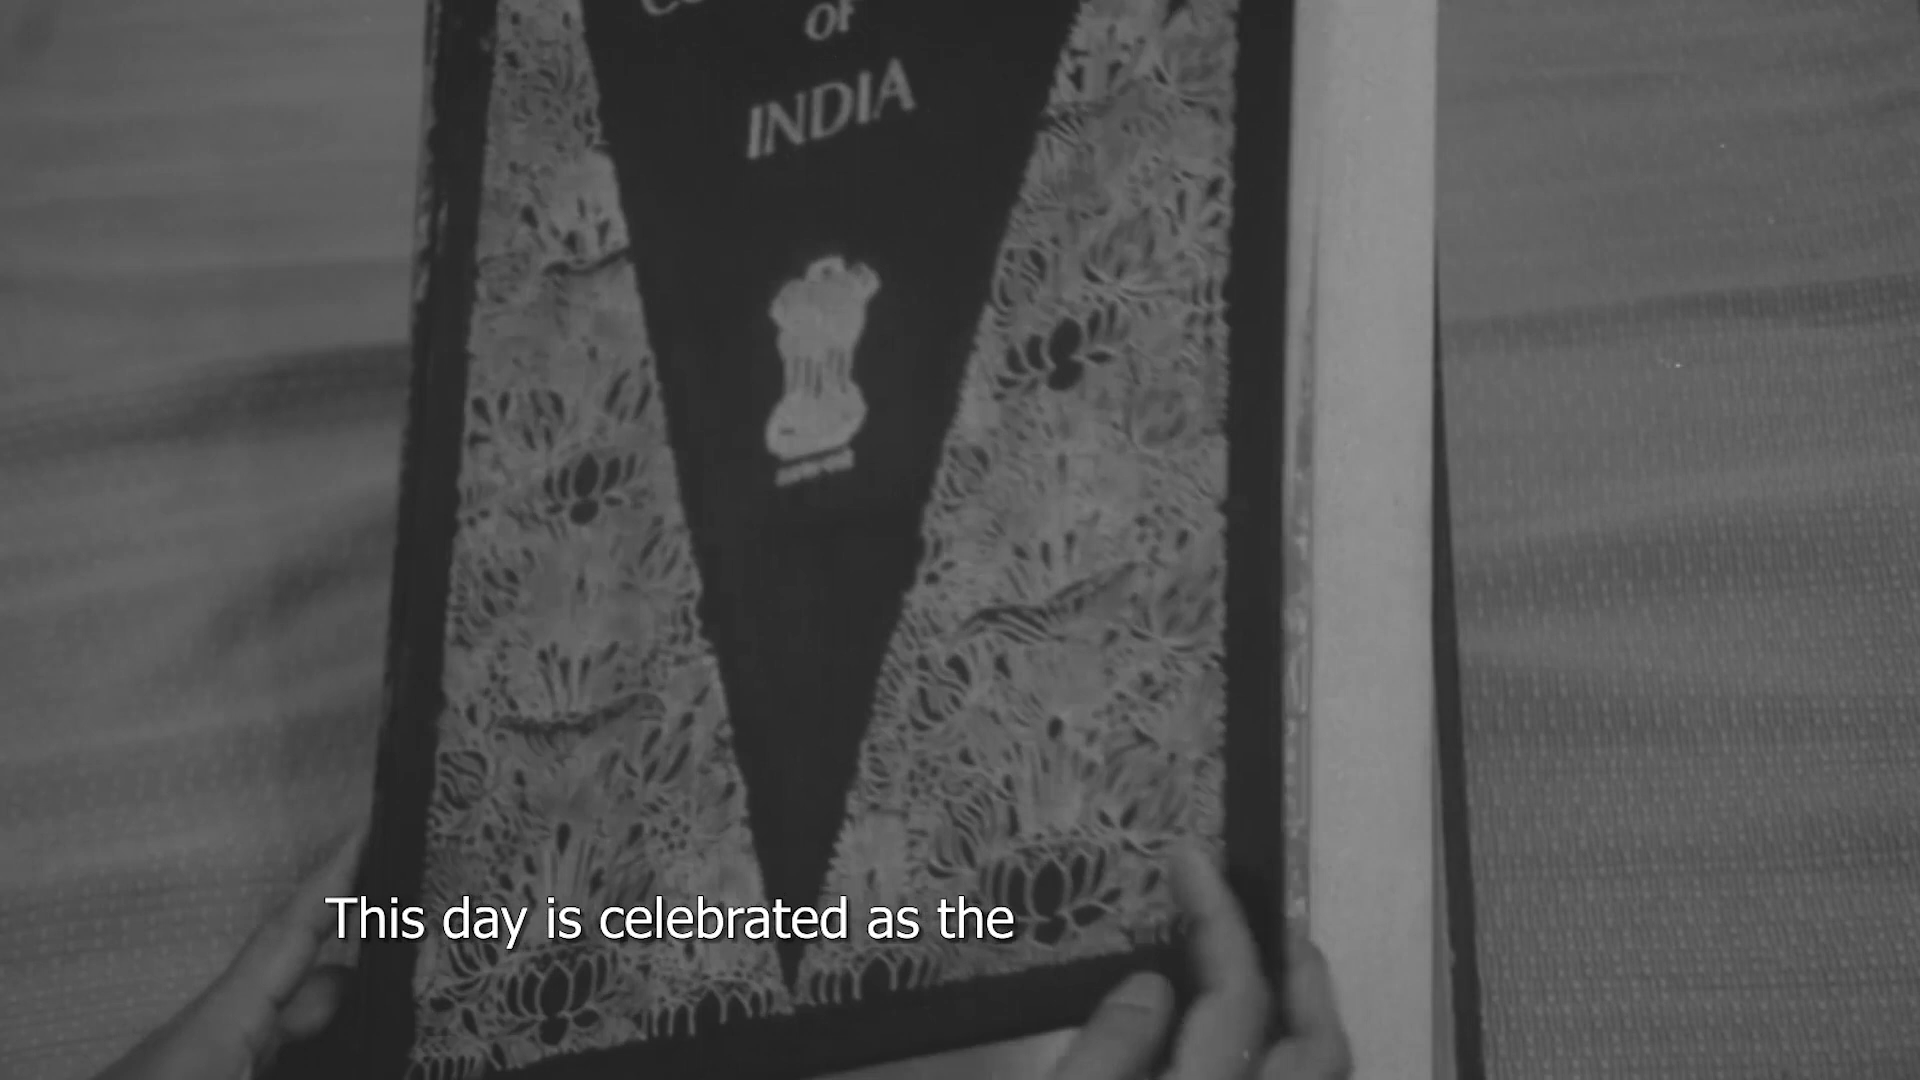 of
INDIA
This day is celebrated as the